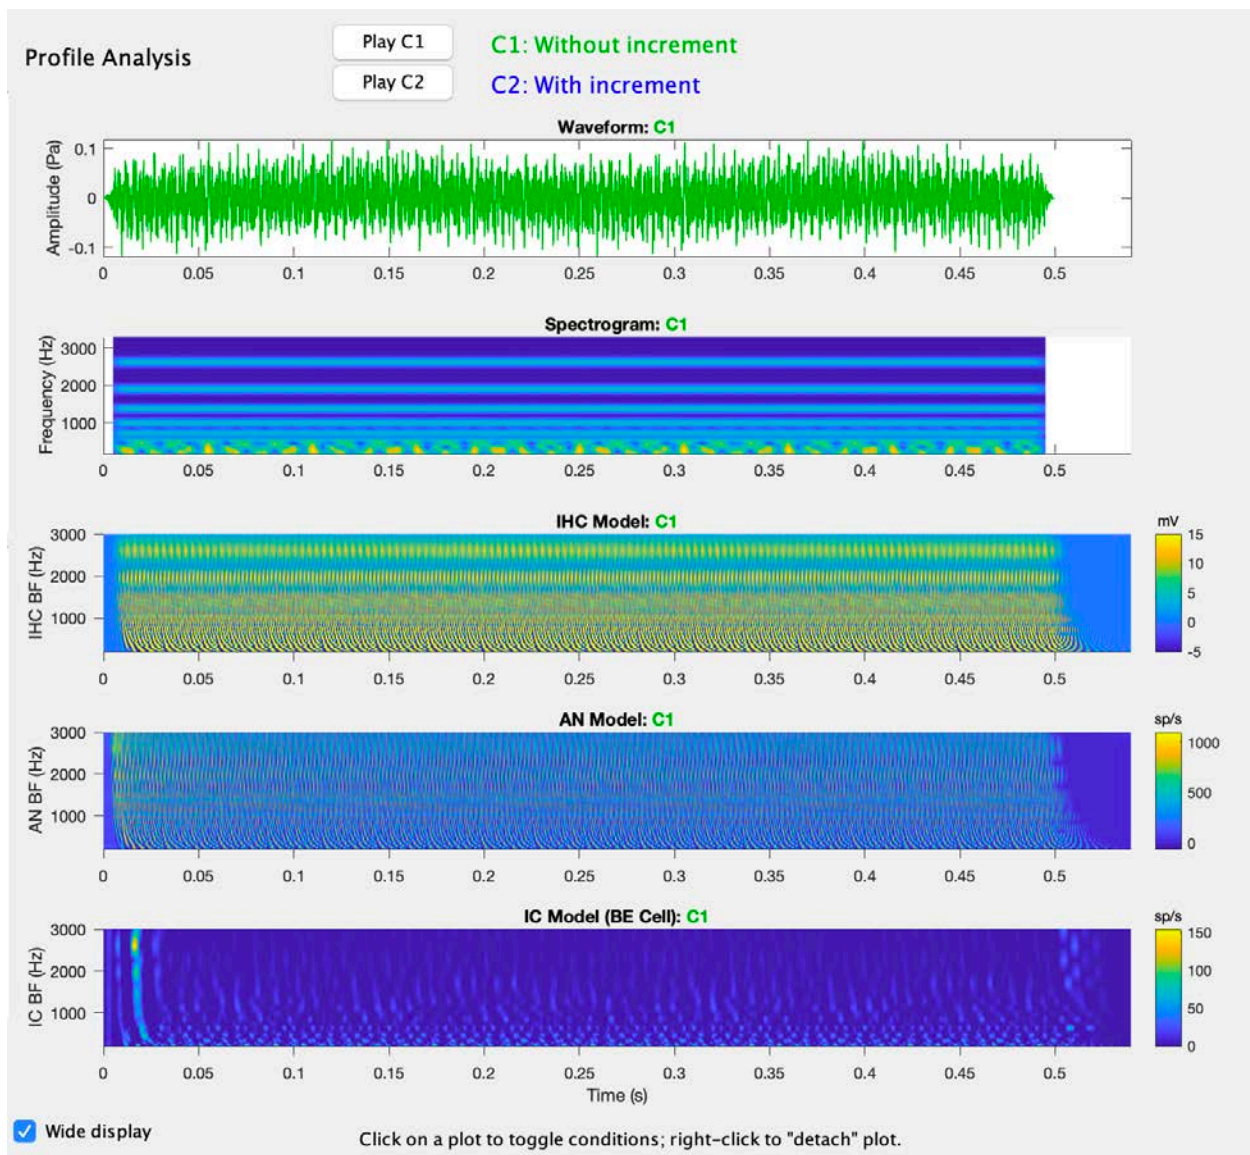 Profile Analysis
Play C1
C1: Without increment
Play C2
C2: With increment
Waveform: C1
Amplitude (Pa)
0.1
0
-0.1
0 0.05 0.1 0.15 0.2 0.25 0.3 0.35 0.4 0.45 0.5
Spectrogram: C1
Frequency (Hz)
3000
2000
1000
0 0.05 0.1 0.15 0.2 0.25 0.3 0.35 0.4 0.45 0.5
IHC Model: C1
IHC BF (Hz)
3000
2000
1000
0 0.05 0.1 0.15 0.2 0.25 0.3 0.35 0.4 0.45 0.5
mV
15
10
5
0
-5
AN Model: C1
AN BF (Hz)
3000
2000
1000
0 0.05 0.1 0.15 0.2 0.25 0.3 0.35 0.4 0.45 0.5
sp/s
1000
500
0
IC Model (BE Cell): C1
IC BF (Hz)
3000
2000
1000
0 0.05 0.1 0.15 0.2 0.25 0.3 0.35 0.4 0.45 0.5
Time (s)
sp/s
150
100
50
0
Wide display
Click on a plot to toggle conditions; right-click to "detach" plot.